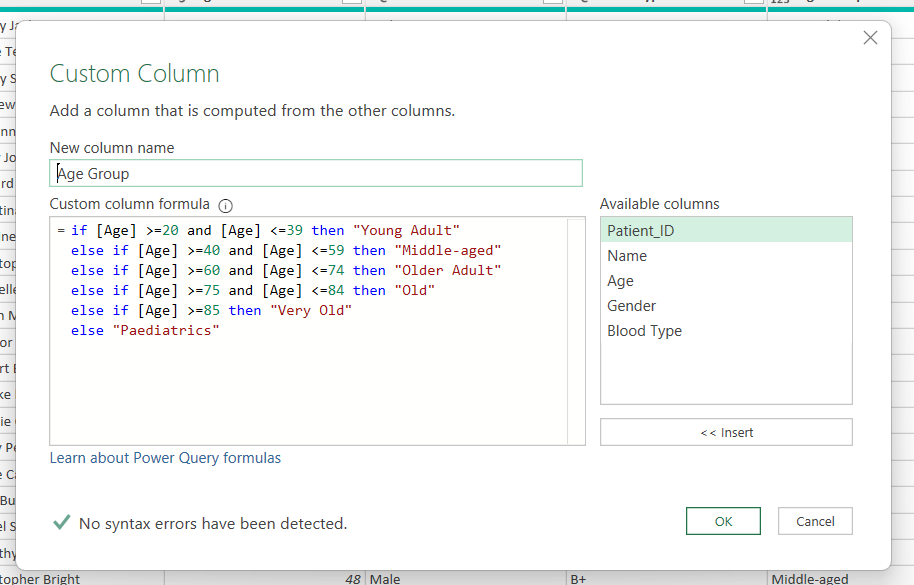 Custom Column
Add a column that is computed from the other columns.
New column name
Age Group
Custom column formula
Available columns
= if [Age] >=20 and [Age] <=39 then "Young Adult"
else if [Age] >=40 and [Age] <=59 then "Middle-aged"
else if [Age] >=60 and [Age] <=74 then "Older Adult"
else if [Age] >=75 and [Age] <=84 then "Old"
else if [Age] >=85 then "Very Old"
else "Paediatrics"
Patient_ID
Name
Age
Gender
Blood Type
<< Insert
Learn about Power Query formulas
No syntax errors have been detected.
OK
Cancel
topher Bright 48 Male B+ Middle-aged